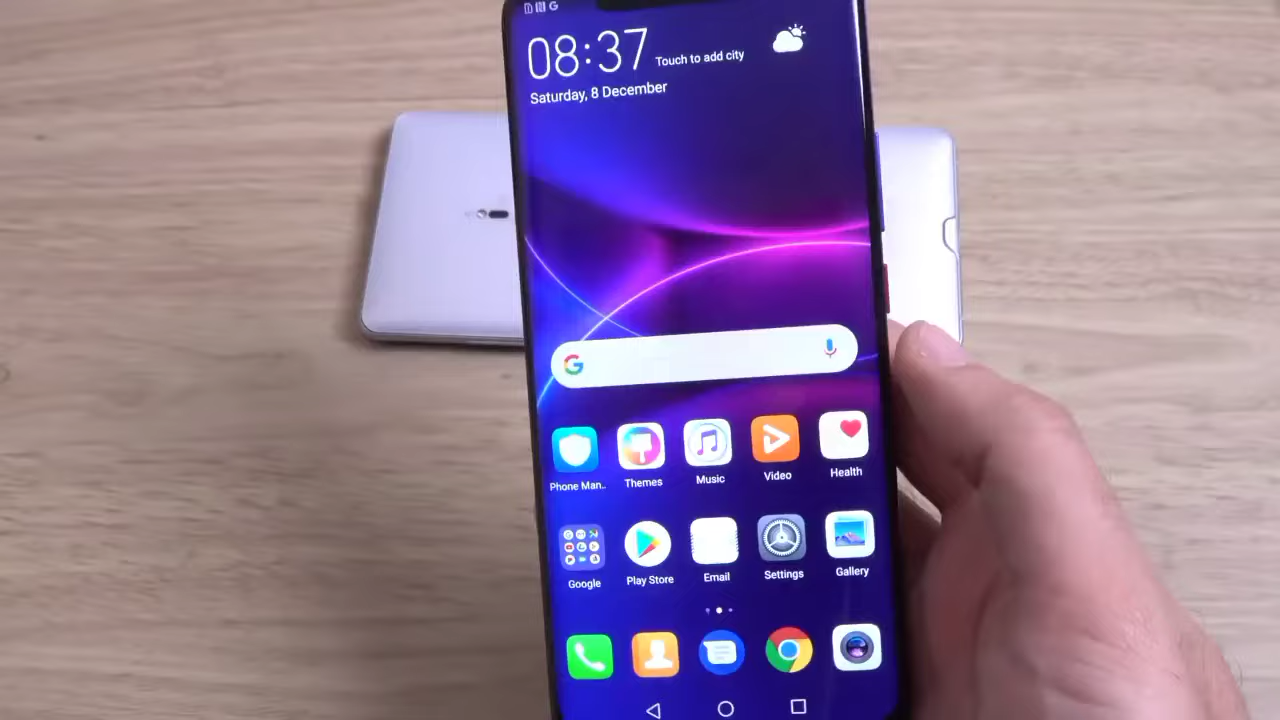 08:37 Touch to add city
Saturday, 8 December
Phone Man.. Themes Music Video Health
Google Play Store Email Settings Gallery